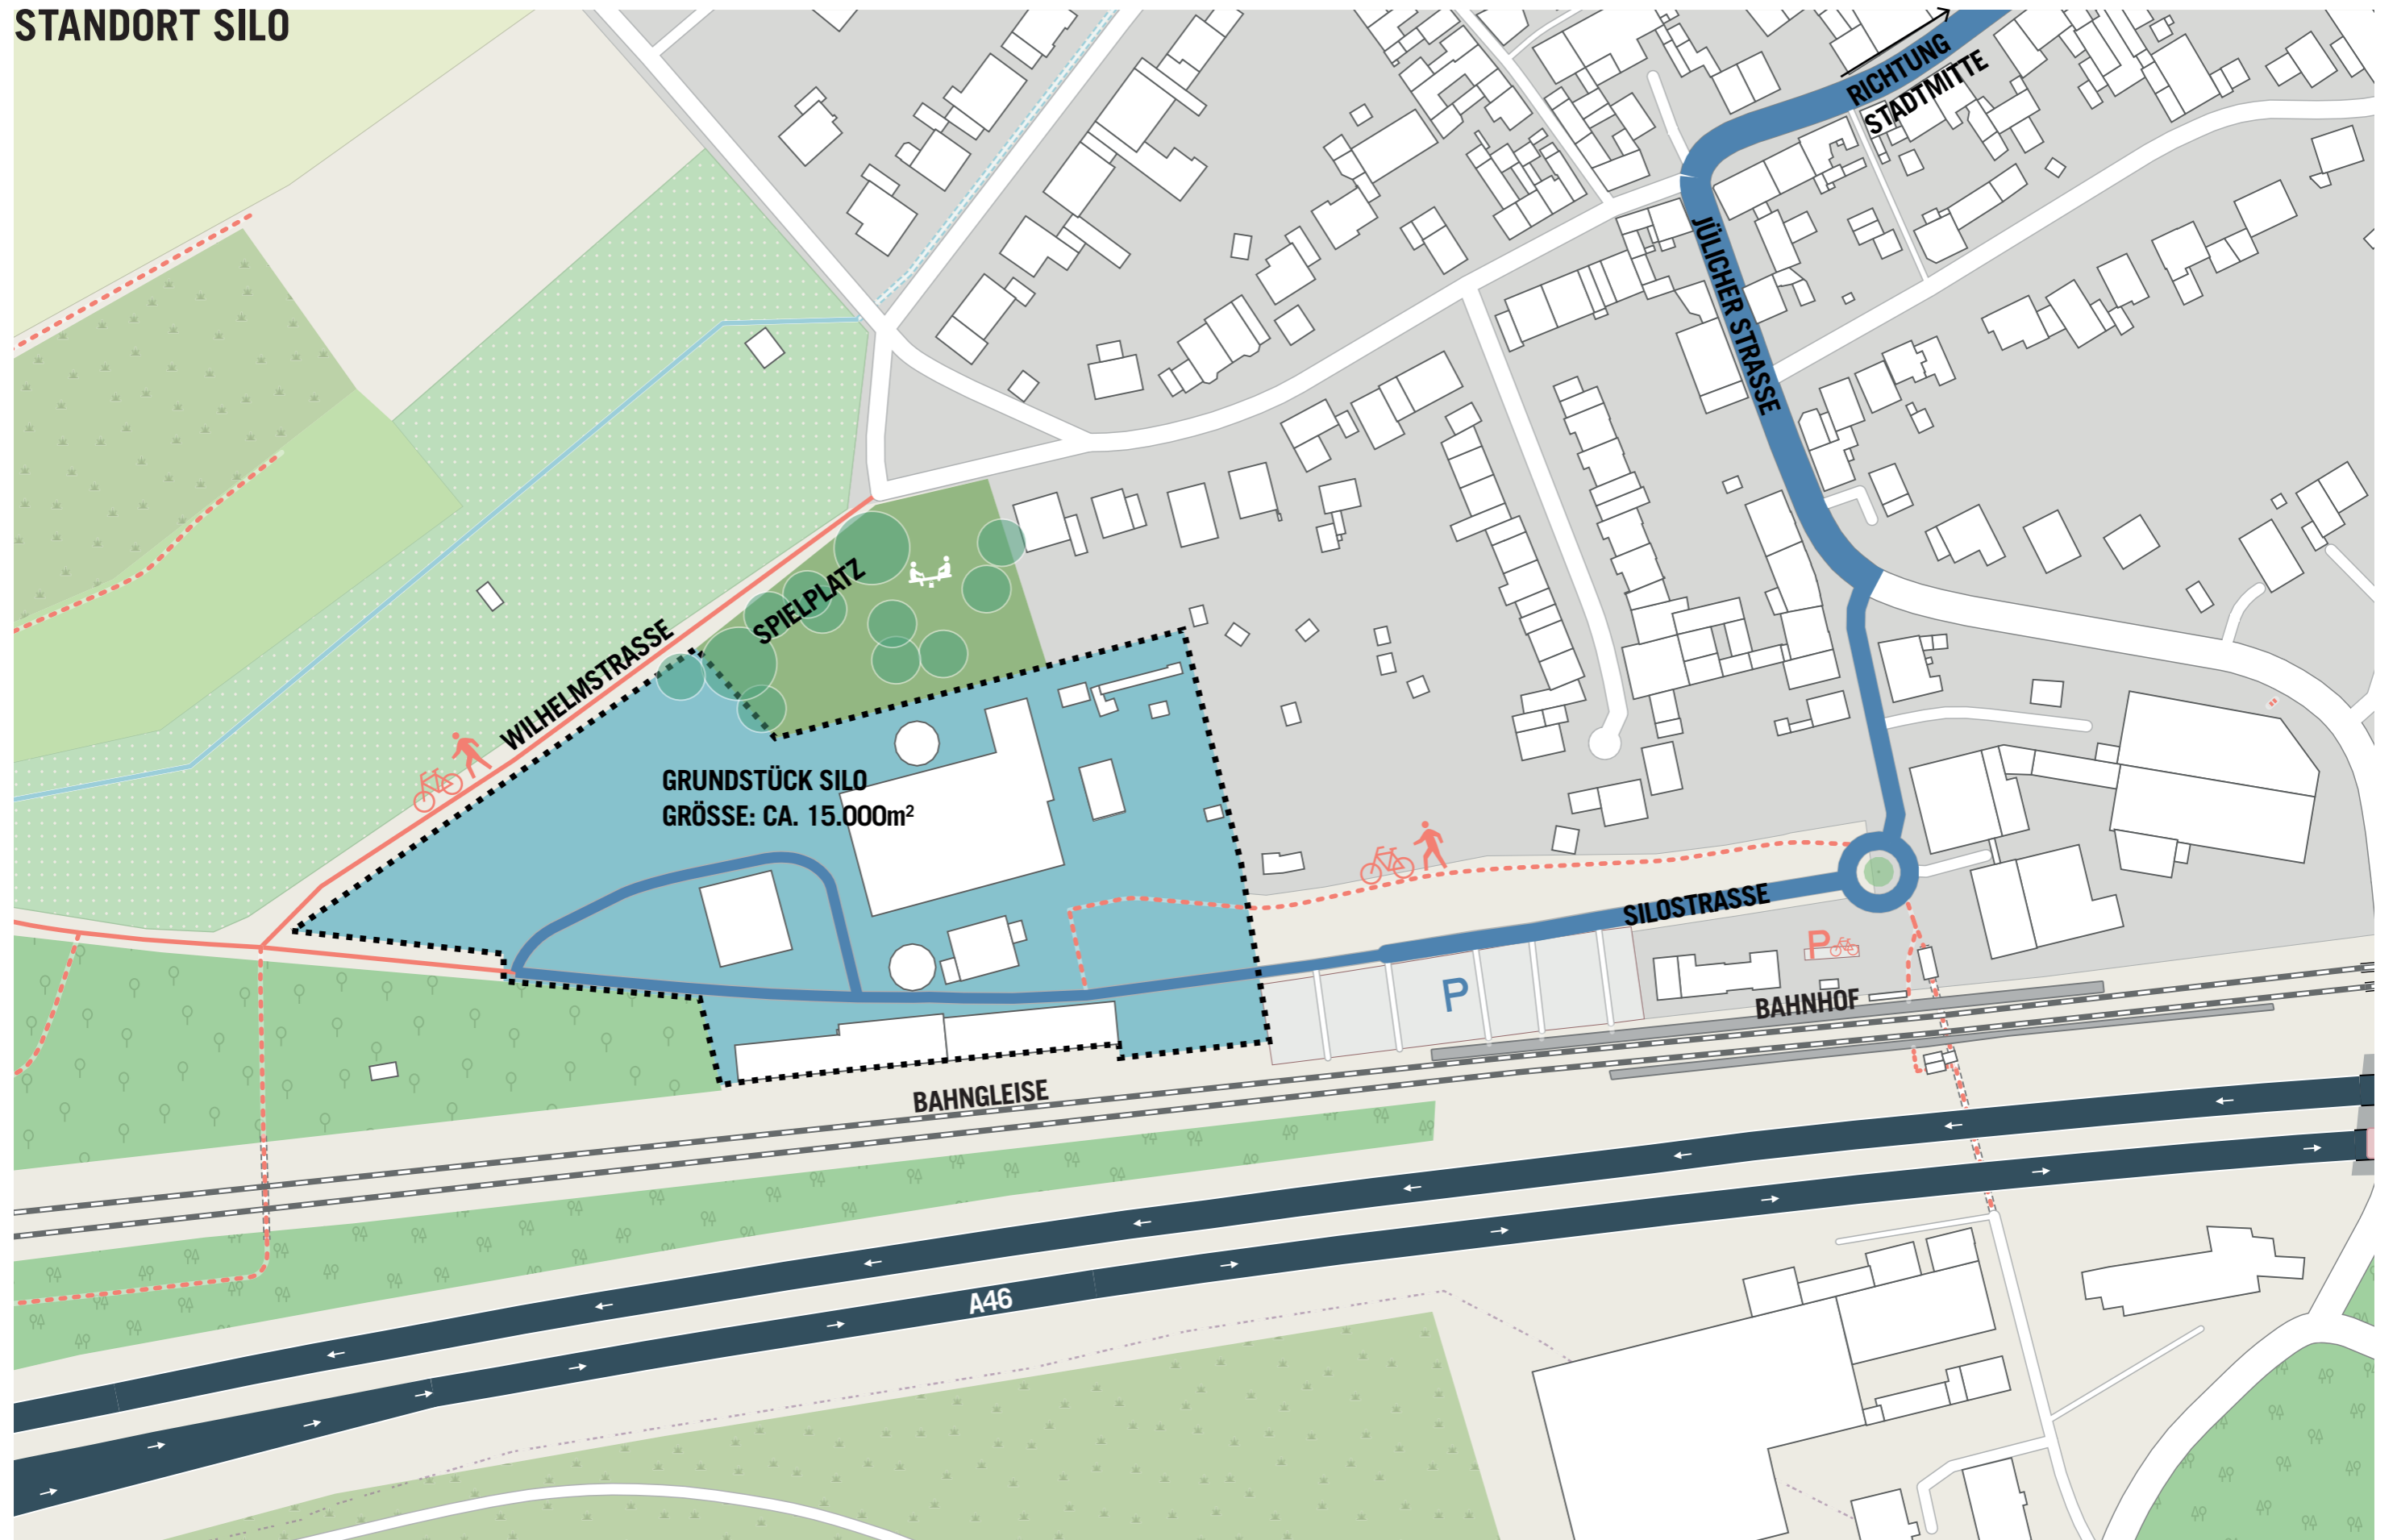 STANDORT SILO
RICHTUNG
STADTMITTE
JÜLICHER STRASSE
SPIELPLATZ
WILHELMSTRASSE
GRUNDSTÜCK SILO
GRÖSSE: CA. 15.000m²
SILOSTRASSE
P
P
BAHNHOF
BAHNGLEISE
A46